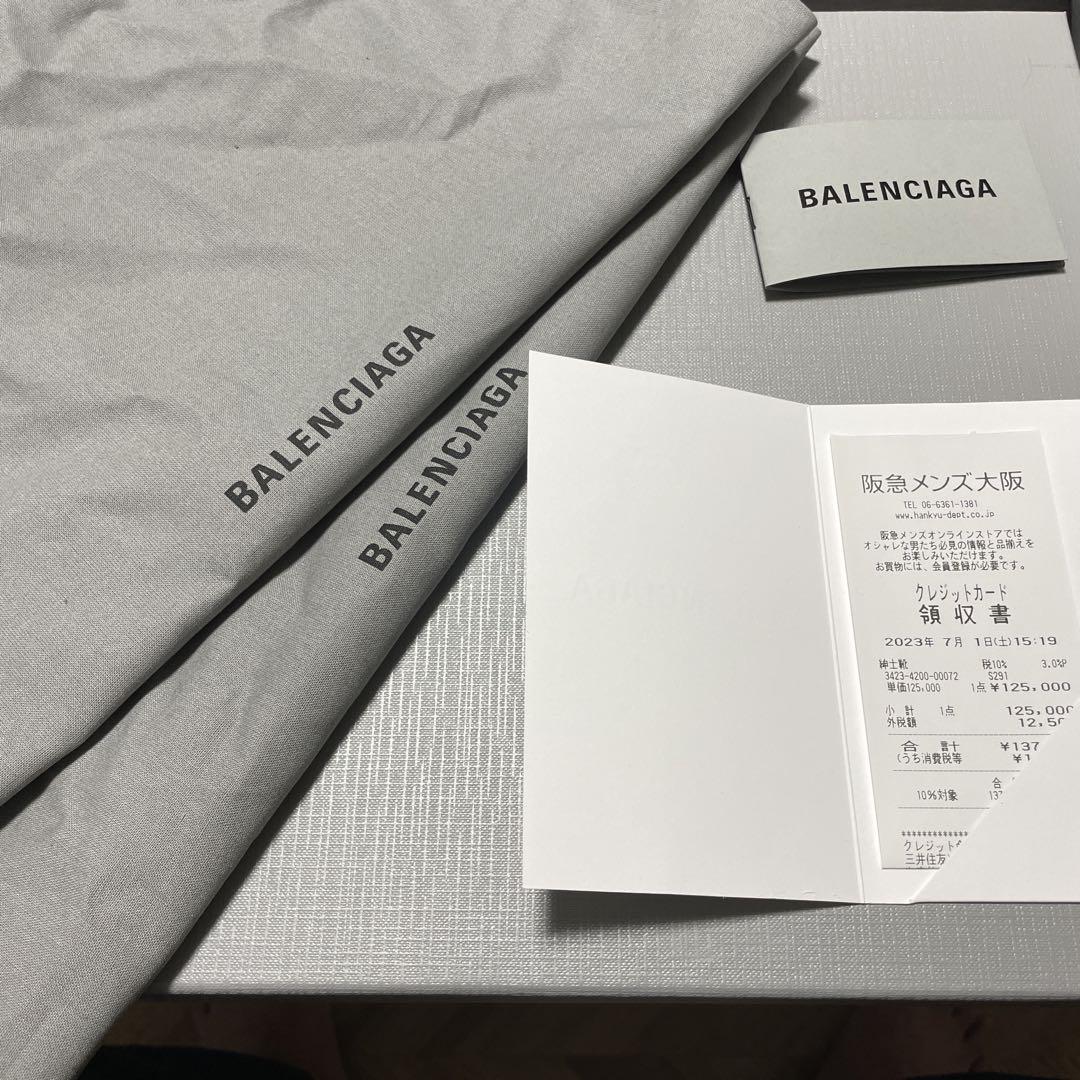 BALENCIAGA
BALENCIAGA
BALENCIAGA
阪急メンズ大阪
TEL 06-6361-1381
www.hankyu-dept.co.jp
阪急メンズオンラインストアでは
オシャレな男たち必見の情報と品揃えを
お楽しみいただけます。
お買物には、会員登録が必要です。
クレジットカード
領収書
2023年 7月 1日(土)15:19
紳士靴 税10% 3.0%P
3423-4200-00072 S291
単価125,000 1点 ¥125,000
小計 1点 125,000
外税額 12,50
合計 ¥137
(うち消費税等 ¥1
合
10%対象 137
*************
クレジット
三井住友